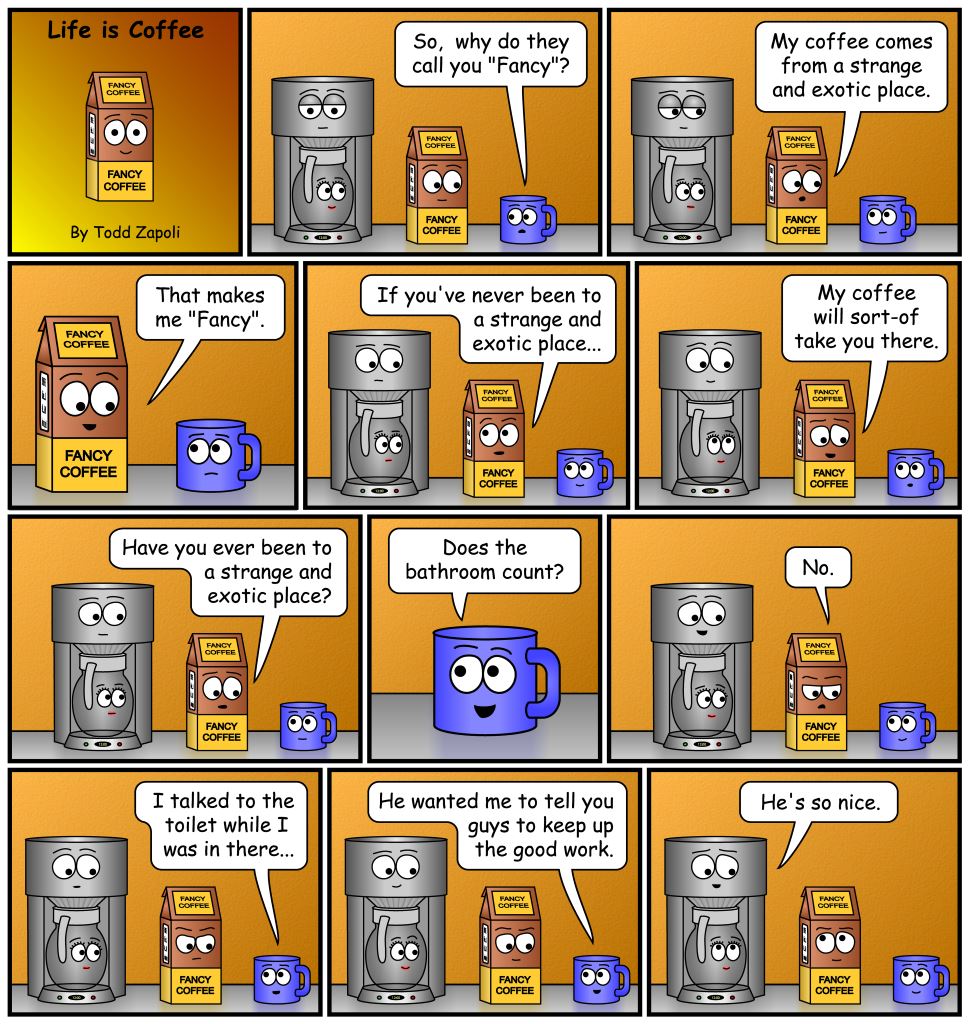 Life is Coffee
FANCY
COFFEE
FANCY
COFFEE
By Todd Zapoli
So, why do they
call you "Fancy"?
FANCY
COFFEE
FANCY
COFFEE
My coffee comes
from a strange
and exotic place.
FANCY
COFFEE
FANCY
COFFEE
That makes
me "Fancy".
FANCY
COFFEE
FANCY
COFFEE
If you've never been to
a strange and
exotic place...
FANCY
COFFEE
FANCY
COFFEE
My coffee
will sort-of
take you there.
FANCY
COFFEE
FANCY
COFFEE
Have you ever been to
a strange and
exotic place?
FANCY
COFFEE
FANCY
COFFEE
Does the
bathroom count?
No.
FANCY
COFFEE
FANCY
COFFEE
I talked to the
toilet while I
was in there...
FANCY
COFFEE
FANCY
COFFEE
He wanted me to tell you
guys to keep up
the good work.
FANCY
COFFEE
FANCY
COFFEE
He's so nice.
FANCY
COFFEE
FANCY
COFFEE